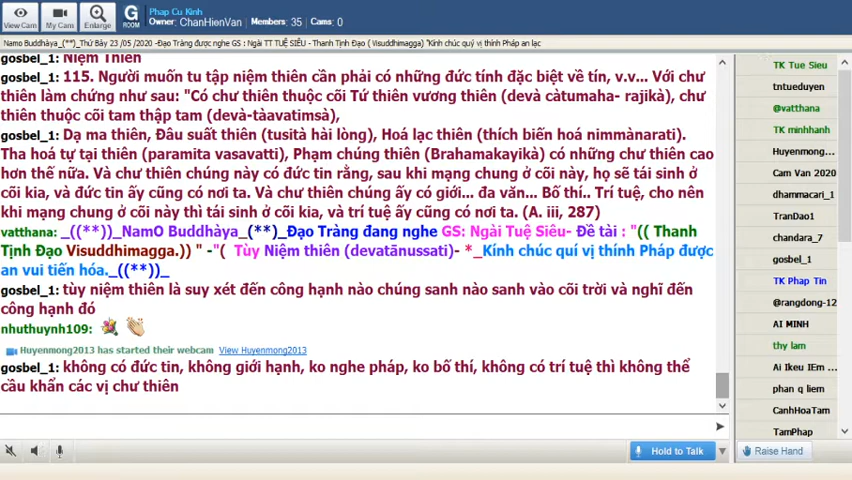 Phap Cu Kinh
Owner: ChanHienVan Members: 35 Cams: 0
View Cam My Cam Enlarge G ROOM
Namo Buddhàya_(**)_Thứ Bảy 23 /05 /2020 -Đạo Tràng được nghe GS : Ngài TT TUỆ SIÊU - Thanh Tịnh Đạo ( Visuddhimagga) "Kính chúc quý vị thính Pháp an lạc
gosbel_1: Niệm Thiên
gosbel_1: 115. Người muốn tu tập niệm thiên cần phải có những đức tính đặc biệt về tín, v.v... Với chư
thiên làm chứng như sau: "Có chư thiên thuộc cõi Tứ thiên vương thiên (devà càtumaha- rajikà), chư
thiên thuộc cõi tam thập tam (devà-tàavatimsà),
gosbel_1: Dạ ma thiên, Đâu suất thiên (tusità hài lòng), Hoá lạc thiên (thích biến hoá nimmànarati).
Tha hoá tự tại thiên (paramita vasavatti), Phạm chúng thiên (Brahamakayikà) có những chư thiên cao
hơn thế nữa. Và chư thiên chúng này có đức tin rằng, sau khi mạng chung ở cõi này, họ sẽ tái sinh ở
cõi kia, và đức tin ấy cũng có nơi ta. Và chư thiên chúng ấy có giới... đa văn... Bố thí.. Trí tuệ, cho nên
khi mạng chung ở cõi này thì tái sinh ở cõi kia, và trí tuệ ấy cũng có nơi ta. (A. iii, 287)
vatthana: _((**))_NamO Buddhàya_(**)_Đạo Tràng đang nghe GS: Ngài Tuệ Siêu- Đề tài : "(( Thanh
Tịnh Đạo Visuddhimagga.)) " -"( Tùy Niệm thiên (devatānussati)- *_Kính chúc quí vị thính Pháp được
an vui tiến hóa._((**))_
gosbel_1: tùy niệm thiên là suy xét đến công hạnh nào chúng sanh nào sanh vào cõi trời và nghĩ đến
công hạnh đó
nhuthuynh109:
Huyenmong2013 has started their webcam View Huyenmong2013
gosbel_1: không có đức tin, không giới hạnh, ko nghe pháp, ko bố thí, không có trí tuệ thì không thể
cầu khẩn các vị chư thiên
Hold to Talk
TK Tue Sieu
tntueduyen
@vatthana
TK minhhanh
Huyenmong...
Cam Van 2020
dhammacari_1
TranDao1
chandara_7
gosbel_1
TK Phap Tin
@rangdong-12
AI MINH
thy lam
Ai Ikeu IEm ...
phan q liem
CanhHoaTam
TamPhap
Raise Hand